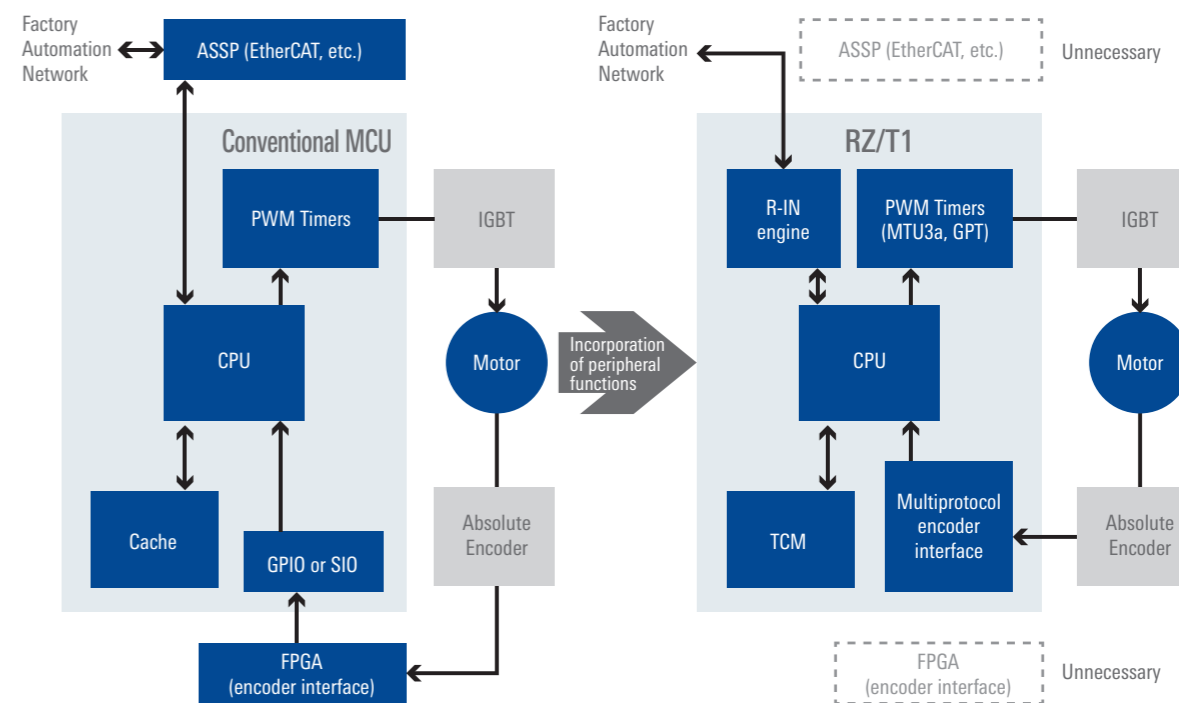 Factory
Automation
Network
ASSP (EtherCAT, etc.)
Conventional MCU
PWM Timers
IGBT
CPU
Motor
Cache
GPIO or SIO
Absolute
Encoder
FPGA
(encoder interface)
Incorporation
of peripheral
functions
Factory
Automation
Network
ASSP (EtherCAT, etc.)
Unnecessary
RZ/T1
R-IN
engine
PWM Timers
(MTU3a, GPT)
IGBT
CPU
Motor
TCM
Multiprotocol
encoder
interface
Absolute
Encoder
FPGA
(encoder interface)
Unnecessary